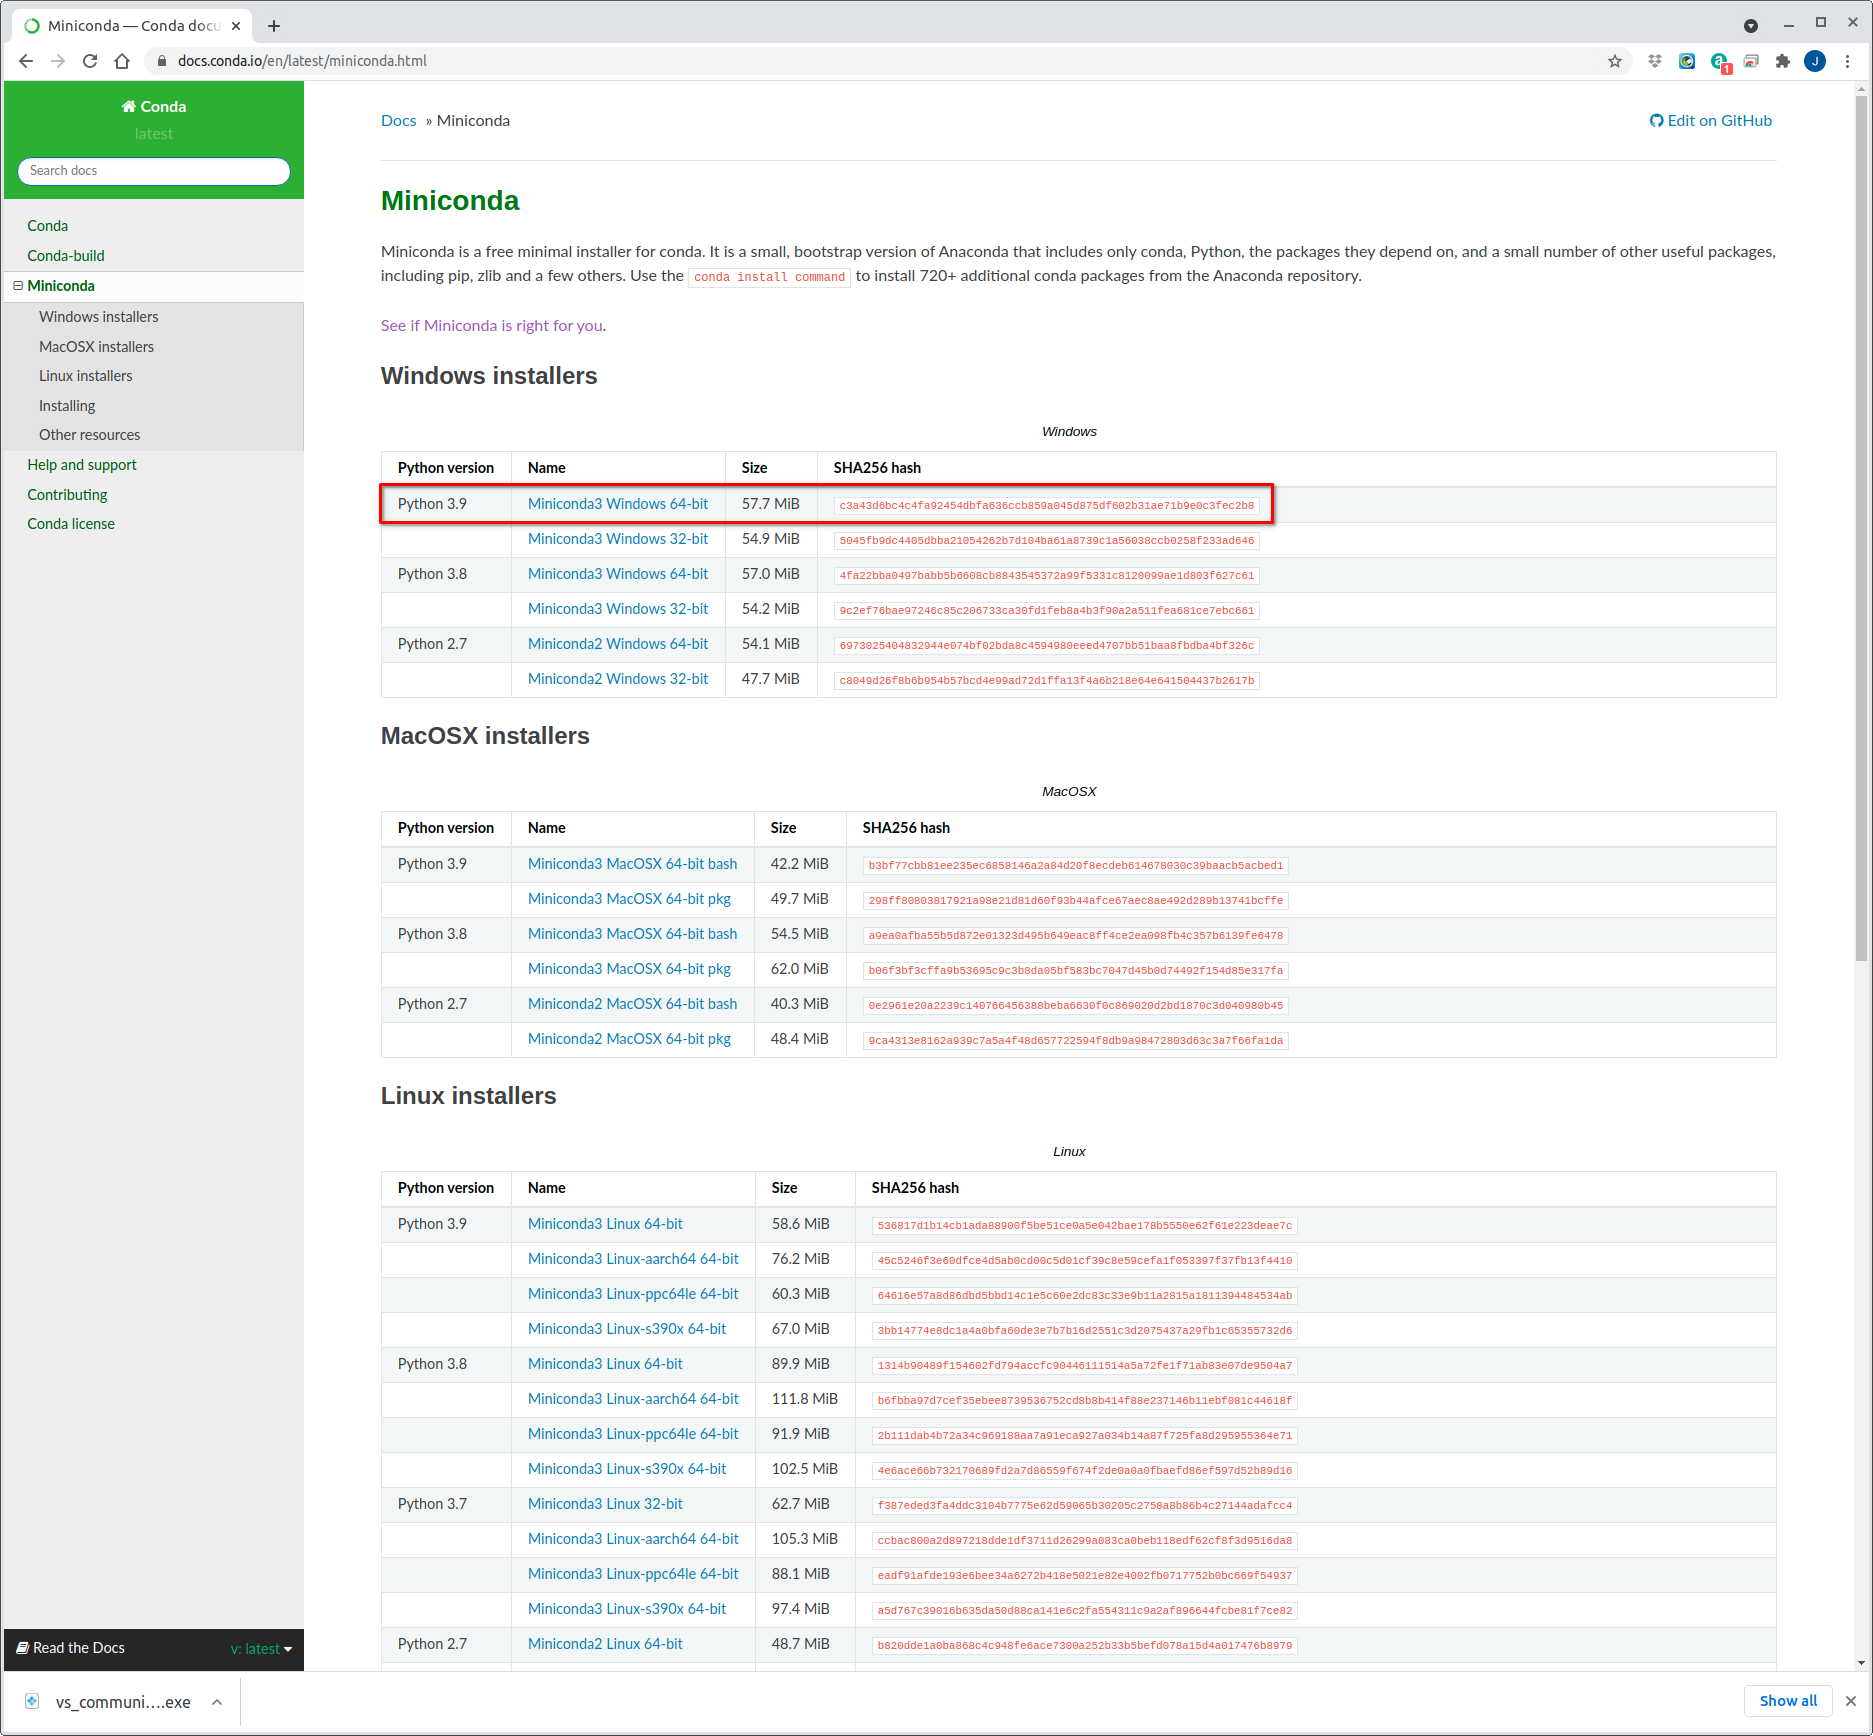 Miniconda — Conda docu
docs.conda.io/en/latest/miniconda.html
1
J
Conda
latest
Search docs
Conda
Conda-build
Miniconda
Windows installers
MacOSX installers
Linux installers
Installing
Other resources
Help and support
Contributing
Conda license
Read the Docs
v: latest
Docs » Miniconda
Edit on GitHub
Miniconda
Miniconda is a free minimal installer for conda. It is a small, bootstrap version of Anaconda that includes only conda, Python, the packages they depend on, and a small number of other useful packages,
including pip, zlib and a few others. Use the conda install command to install 720+ additional conda packages from the Anaconda repository.
See if Miniconda is right for you.
Windows installers
Windows
Python version Name Size SHA256 hash
Python 3.9 Miniconda3 Windows 64-bit 57.7 MiB c3a43d6bc4c4fa92454dbfa636ccb859a045d875df602b31ae71b9e0c3fec2b8
Miniconda3 Windows 32-bit 54.9 MiB 5045fb9dc4405dbba21054262b7d104ba61a8739c1a56038ccb0258f233ad646
Python 3.8 Miniconda3 Windows 64-bit 57.0 MiB 4fa22bba0497babb5b6608cb8843545372a99f5331c8120099ae1d803f627c61
Miniconda3 Windows 32-bit 54.2 MiB 9c2ef76bae97246c85c206733ca30fd1feb8a4b3f90a2a511fea681ce7ebc661
Python 2.7 Miniconda2 Windows 64-bit 54.1 MiB 6973025404832944e074bf02bda8c4594980eeed4707bb51baa8fbdba4bf326c
Miniconda2 Windows 32-bit 47.7 MiB c8049d26f8b6b954b57bcd4e99ad72d1ffa13f4a6b218e64e641504437b2617b
MacOSX installers
MacOSX
Python version Name Size SHA256 hash
Python 3.9 Miniconda3 MacOSX 64-bit bash 42.2 MiB b3bf77cbb81ee235ec6858146a2a84d20f8ecdeb614678030c39baacb5acbed1
Miniconda3 MacOSX 64-bit pkg 49.7 MiB 298ff80803817921a98e21d81d60f93b44afce67aec8ae492d289b13741bcffe
Python 3.8 Miniconda3 MacOSX 64-bit bash 54.5 MiB a9ea0afba55b5d872e01323d495b649eac8ff4ce2ea098fb4c357b6139fe6478
Miniconda3 MacOSX 64-bit pkg 62.0 MiB b06f3bf3cffa9b53695c9c3b8da05bf583bc7047d45b0d74492f154d85e317fa
Python 2.7 Miniconda2 MacOSX 64-bit bash 40.3 MiB 0e2961e20a2239c140766456388beba6630f0c869020d2bd1870c3d040980b45
Miniconda2 MacOSX 64-bit pkg 48.4 MiB 9ca4313e8162a939c7a5a4f48d657722594f8db9a98472803d63c3a7f66fa1da
Linux installers
Linux
Python version Name Size SHA256 hash
Python 3.9 Miniconda3 Linux 64-bit 58.6 MiB 536817d1b14cb1ada88900f5be51ce0a5e042bae178b5550e62f61e223deae7c
Miniconda3 Linux-aarch64 64-bit 76.2 MiB 45c5246f3e60dfce4d5ab0cd00c5d01cf39c8e59cefa1f053397f37fb13f4410
Miniconda3 Linux-ppc64le 64-bit 60.3 MiB 64616e57a8d86dbd5bbd14c1e5c60e2dc83c33e9b11a2815a1811394484534ab
Miniconda3 Linux-s390x 64-bit 67.0 MiB 3bb14774e8dc1a4a0bfa60de3e7b7b16d2551c3d2075437a29fb1c65355732d6
Python 3.8 Miniconda3 Linux 64-bit 89.9 MiB 1314b90489f154602fd794accfc90446111514a5a72fe1f71ab83e07de9504a7
Miniconda3 Linux-aarch64 64-bit 111.8 MiB b6fbba97d7cef35ebee8739536752cd8b8b414f88e237146b11ebf081c44618f
Miniconda3 Linux-ppc64le 64-bit 91.9 MiB 2b111dab4b72a34c969188aa7a91eca927a034b14a87f725fa8d295955364e71
Miniconda3 Linux-s390x 64-bit 102.5 MiB 4e6ace66b732170689fd2a7d86559f674f2de0a0a0fbaefd86ef597d52b89d16
Python 3.7 Miniconda3 Linux 32-bit 62.7 MiB f387eded3fa4ddc3104b7775e62d59065b30205c2758a8b86b4c27144adafcc4
Miniconda3 Linux-aarch64 64-bit 105.3 MiB ccbac800a2d897218dde1df3711d26299a083ca0beb118edf62cf8f3d9516da8
Miniconda3 Linux-ppc64le 64-bit 88.1 MiB eadf91afde193e6bee34a6272b418e5021e82e4002fb0717752b0bc669f54937
Miniconda3 Linux-s390x 64-bit 97.4 MiB a5d767c39016b635da50d88ca141e6c2fa554311c9a2af896644fcbe81f7ce82
Python 2.7 Miniconda2 Linux 64-bit 48.7 MiB b820dde1a0ba868c4c948fe6ace7300a252b33b5befd078a15d4a017476b8979
vs_communi....exe
Show all